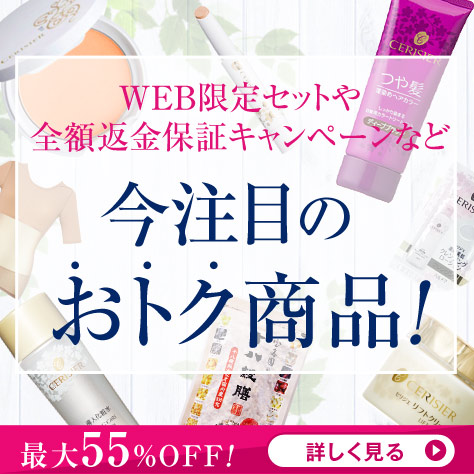 WEB限定セットや
全額返金保証キャンペーンなど
今注目の
おトク商品!
CERISIER
つや髪
CERISIER
CERISIER
最大55%OFF!
詳しく見る